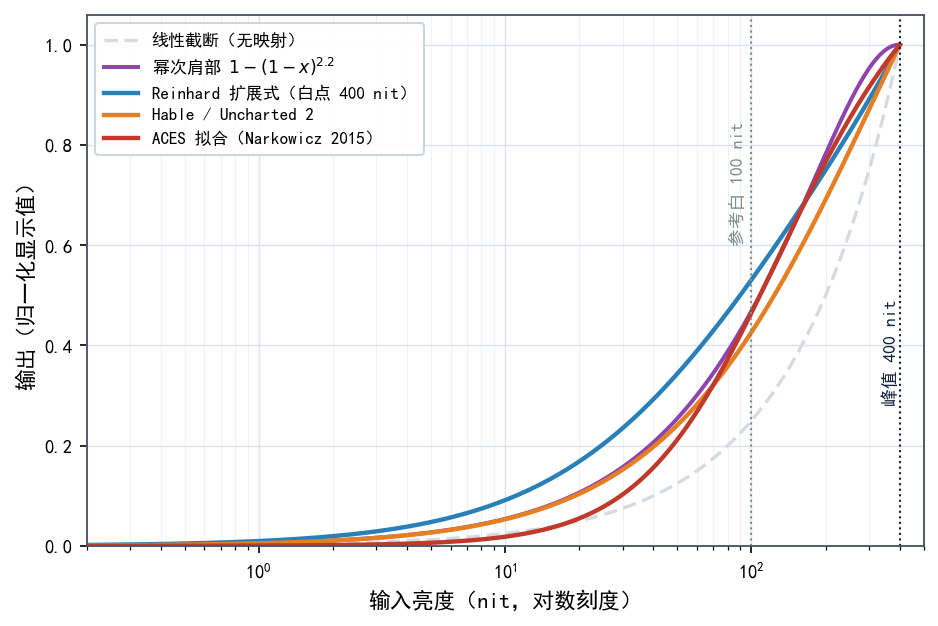 线性截断（无映射）
幂次肩部 1 − (1 − x)^2.2
Reinhard 扩展式（白点 400 nit）
Hable / Uncharted 2
ACES 拟合（Narkowicz 2015）
参考白 100 nit
峰值 400 nit
输出（归一化显示值）
1.0
0.8
0.6
0.4
0.2
0.0
10^0
10^1
10^2
输入亮度（nit，对数刻度）